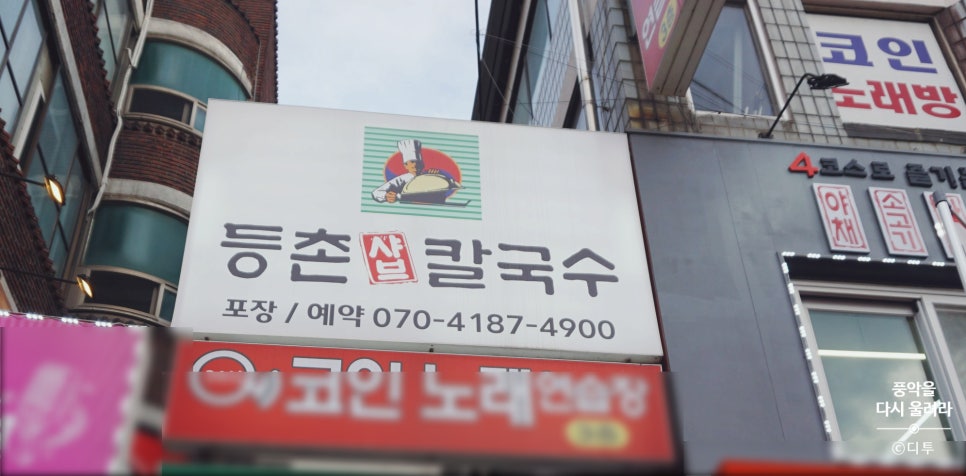 코인
노래방
등촌 샤브 칼국수
포장 / 예약 070-4187-4900
4코스로 즐기는
야채
소고기
코인 노래연습장
풍악을
다시 울려라
©디투